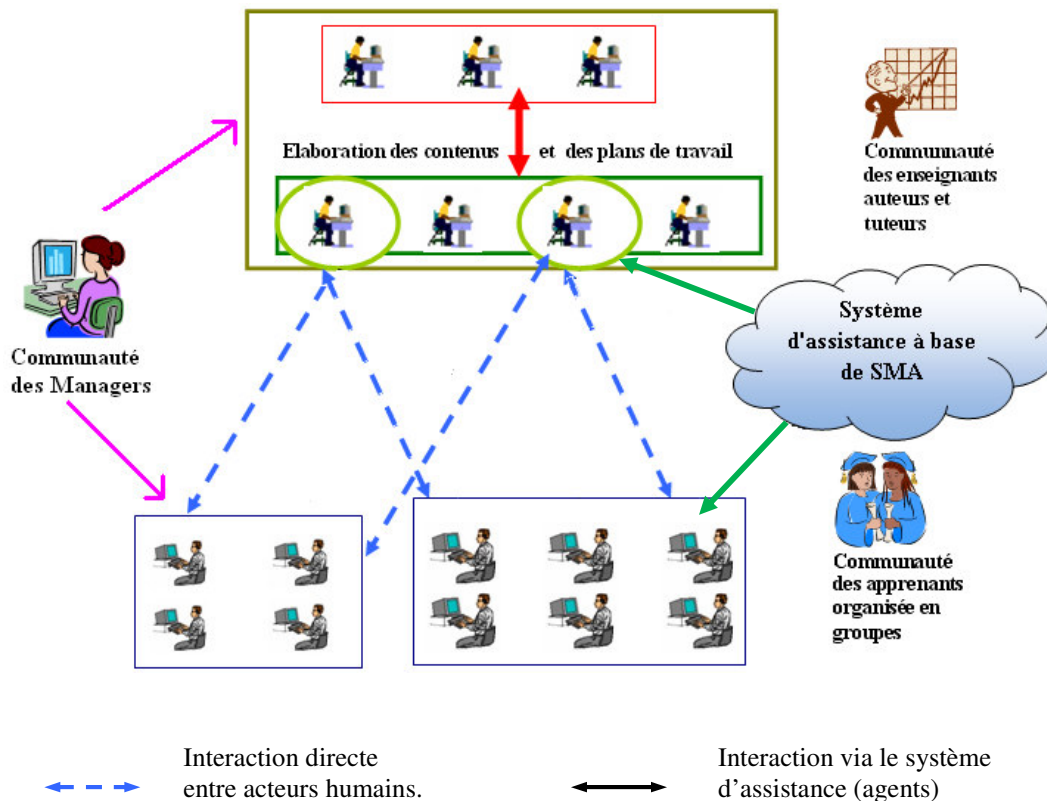 Elaboration des contenus et des plans de travail
Communnauté
des enseignants
auteurs et
tuteurs
Système
d'assistance à base
de SMA
Communauté
des Managers
Communauté
des apprenants
organisée en
groupes
Interaction directe
entre acteurs humains.
Interaction via le système
d'assistance (agents)